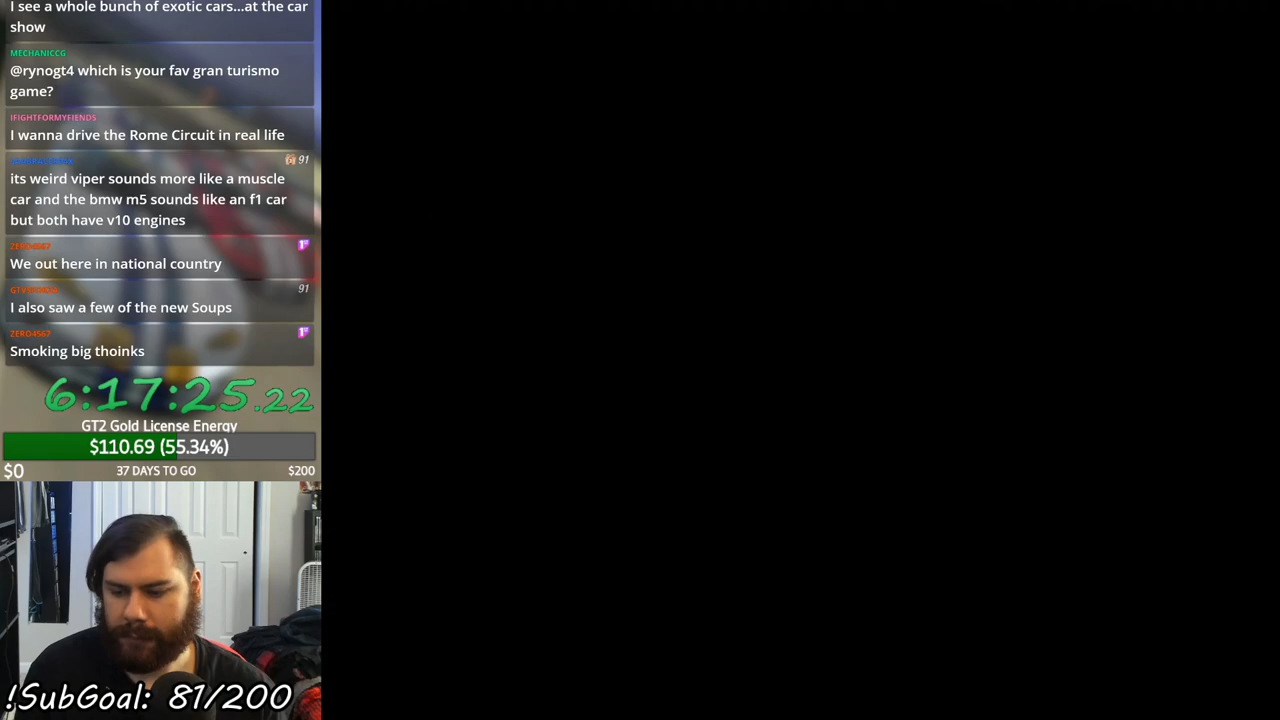 I see a whole bunch of exotic cars...at the car
show
MECHANICCG
@rynogt4 which is your fav gran turismo
game?
IFIGHTFORMYFIENDS
I wanna drive the Rome Circuit in real life
91
its weird viper sounds more like a muscle
car and the bmw m5 sounds like an f1 car
but both have v10 engines
ZERO4567
We out here in national country
91
I also saw a few of the new Soups
ZERO4567
Smoking big thoinks
6:17:25.22
GT2 Gold License Energy
$110.69 (55.34%)
$0 37 DAYS TO GO $200
!SubGoal: 81/200